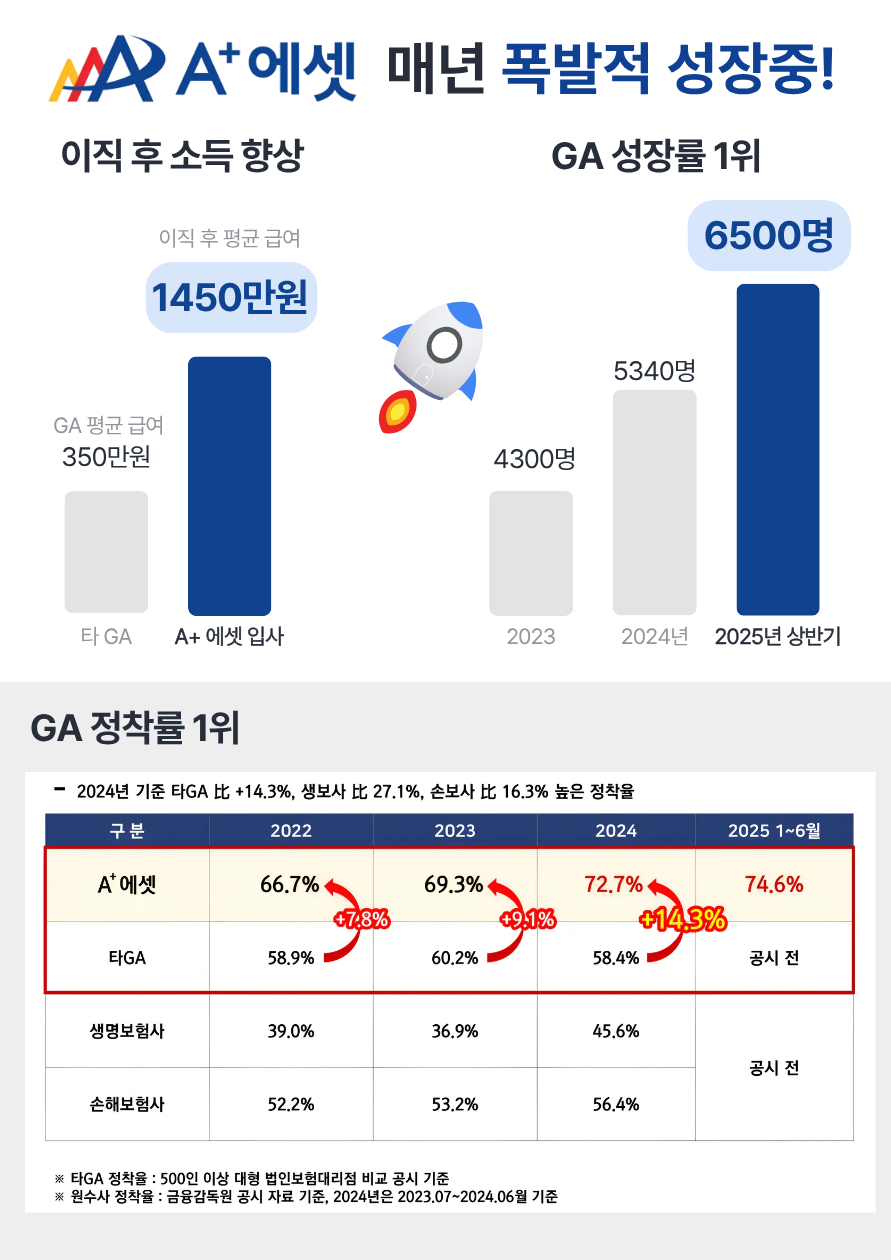 A+에셋 매년 폭발적 성장중!
이직 후 소득 향상
이직 후 평균 급여
1450만원
GA 평균 급여
350만원
타 GA
A+ 에셋 입사
GA 성장률 1위
6500명
5340명
4300명
2023
2024년
2025년 상반기
GA 정착률 1위
- 2024년 기준 타GA 比 +14.3%, 생보사 比 27.1%, 손보사 比 16.3% 높은 정착율
구 분 2022 2023 2024 2025 1~6월
A+에셋 66.7% 69.3% 72.7% 74.6%
+7.8% +9.1% +14.3%
타GA 58.9% 60.2% 58.4% 공시 전
생명보험사 39.0% 36.9% 45.6%
공시 전
손해보험사 52.2% 53.2% 56.4%
※ 타GA 정착율 : 500인 이상 대형 법인보험대리점 비교 공시 기준
※ 원수사 정착율 : 금융감독원 공시 자료 기준, 2024년은 2023.07~2024.06월 기준